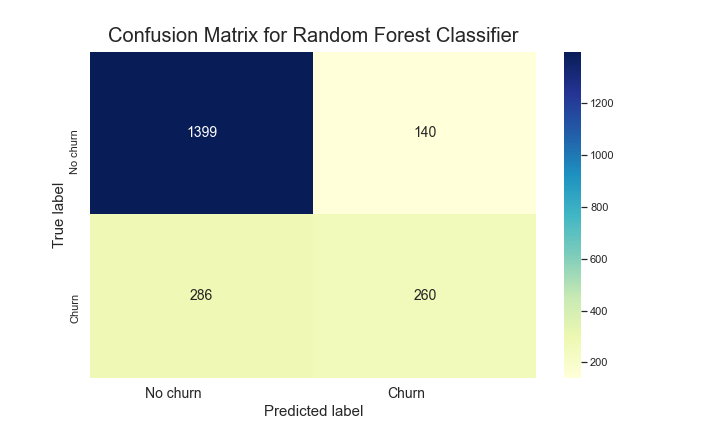 Confusion Matrix for Random Forest Classifier
True label
No churn
1399
140
Churn
286
260
No churn
Churn
Predicted label
1200
1000
800
600
400
200